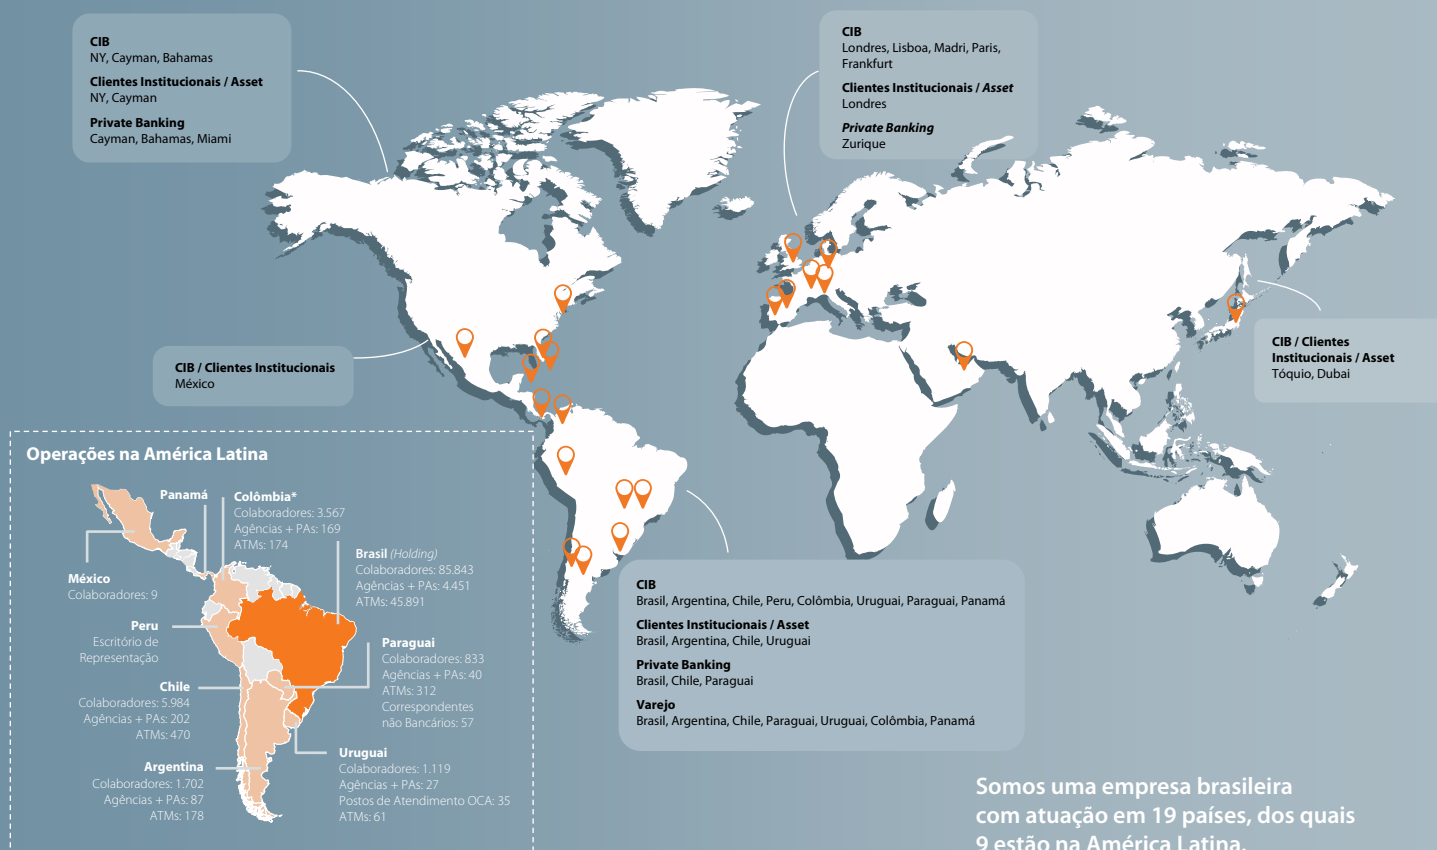 CIB
NY, Cayman, Bahamas
Clientes Institucionais / Asset
NY, Cayman
Private Banking
Cayman, Bahamas, Miami
CIB
Londres, Lisboa, Madri, Paris,
Frankfurt
Clientes Institucionais / Asset
Londres
Private Banking
Zurique
CIB / Clientes Institucionais
México
CIB / Clientes
Institucionais / Asset
Tóquio, Dubai
Operações na América Latina
Panamá
Colômbia*
Colaboradores: 3.567
Agências + PAs: 169
ATMs: 174
Brasil (Holding)
Colaboradores: 85.843
Agências + PAs: 4.451
ATMs: 45.891
México
Colaboradores: 9
Peru
Escritório de
Representação
Paraguai
Colaboradores: 833
Agências + PAs: 40
ATMs: 312
Correspondentes
não Bancários: 57
Chile
Colaboradores: 5.984
Agências + PAs: 202
ATMs: 470
Uruguai
Colaboradores: 1.119
Agências + PAs: 27
Postos de Atendimento OCA: 35
ATMs: 61
Argentina
Colaboradores: 1.702
Agências + PAs: 87
ATMs: 178
CIB
Brasil, Argentina, Chile, Peru, Colômbia, Uruguai, Paraguai, Panamá
Clientes Institucionais / Asset
Brasil, Argentina, Chile, Uruguai
Private Banking
Brasil, Chile, Paraguai
Varejo
Brasil, Argentina, Chile, Paraguai, Uruguai, Colômbia, Panamá
Somos uma empresa brasileira
com atuação em 19 países, dos quais
9 estão na América Latina.